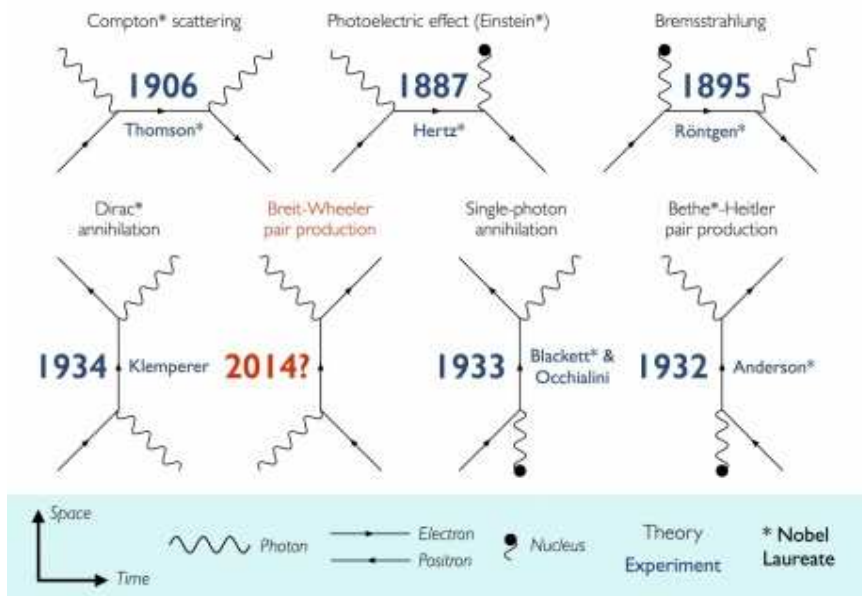 Compton* scattering
Photoelectric effect (Einstein*)
Bremsstrahlung
1906
1887
1895
Thomson*
Hertz*
Röntgen*
Dirac*
annihilation
Breit-Wheeler
pair production
Single-photon
annihilation
Bethe*-Heitler
pair production
1934
Klemperer
2014?
1933
Blackett* &
Occhialini
1932
Anderson*
Space
Time
Photon
Electron
Positron
Nucleus
Theory
Experiment
* Nobel
Laureate